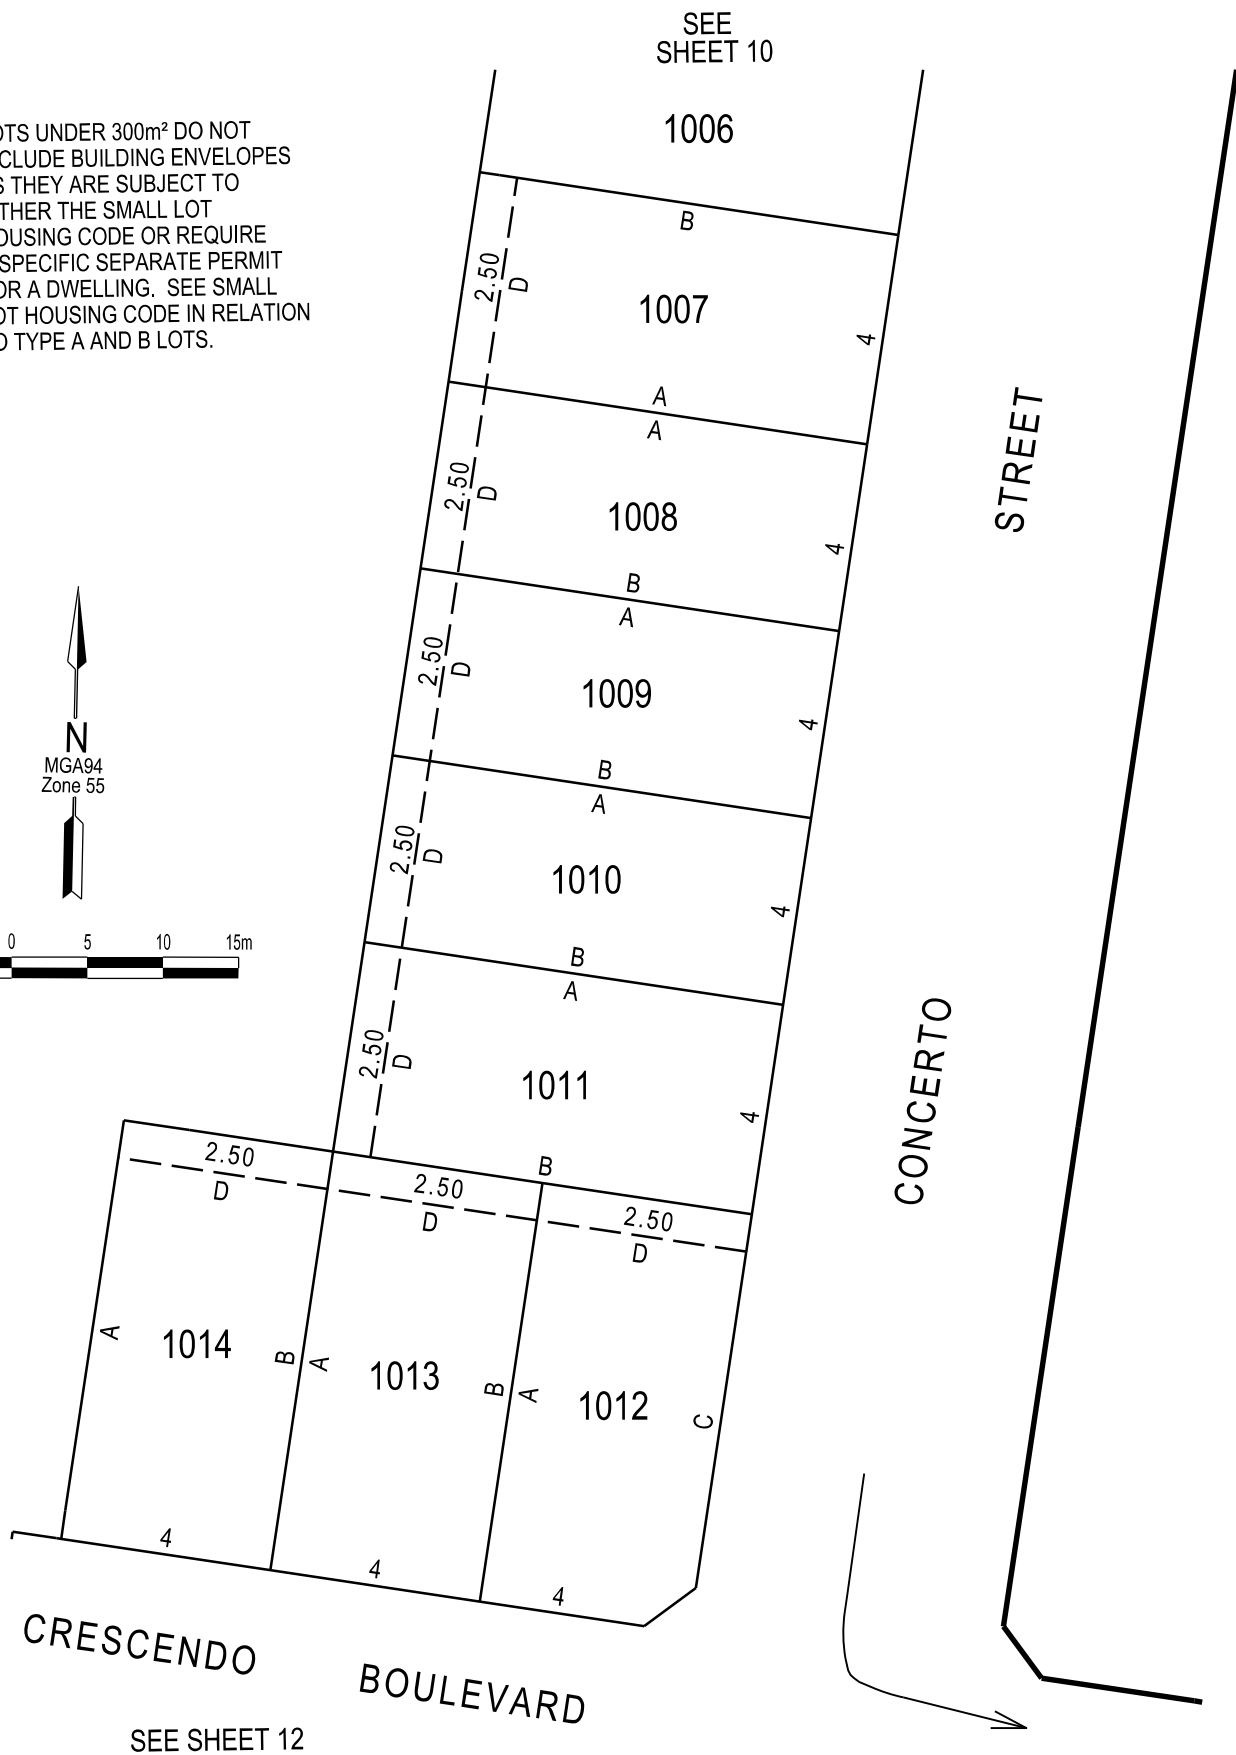 SEE
SHEET 10
OTS UNDER 300m² DO NOT
CLUDE BUILDING ENVELOPES
S THEY ARE SUBJECT TO
THER THE SMALL LOT
OUSING CODE OR REQUIRE
SPECIFIC SEPARATE PERMIT
OR A DWELLING. SEE SMALL
OT HOUSING CODE IN RELATION
O TYPE A AND B LOTS.
1006
B
2.50
D
1007
4
A
A
STREET
2.50
D
1008
4
B
A
2.50
D
1009
4
N
MGA94
Zone 55
B
A
2.50
D
1010
4
0 5 10 15m
B
A
2.50
D
1011
4
CONCERTO
B
2.50
D
2.50
D
2.50
D
A
1014
B
A
1013
B
A
1012
C
4
4
4
CRESCENDO BOULEVARD
SEE SHEET 12